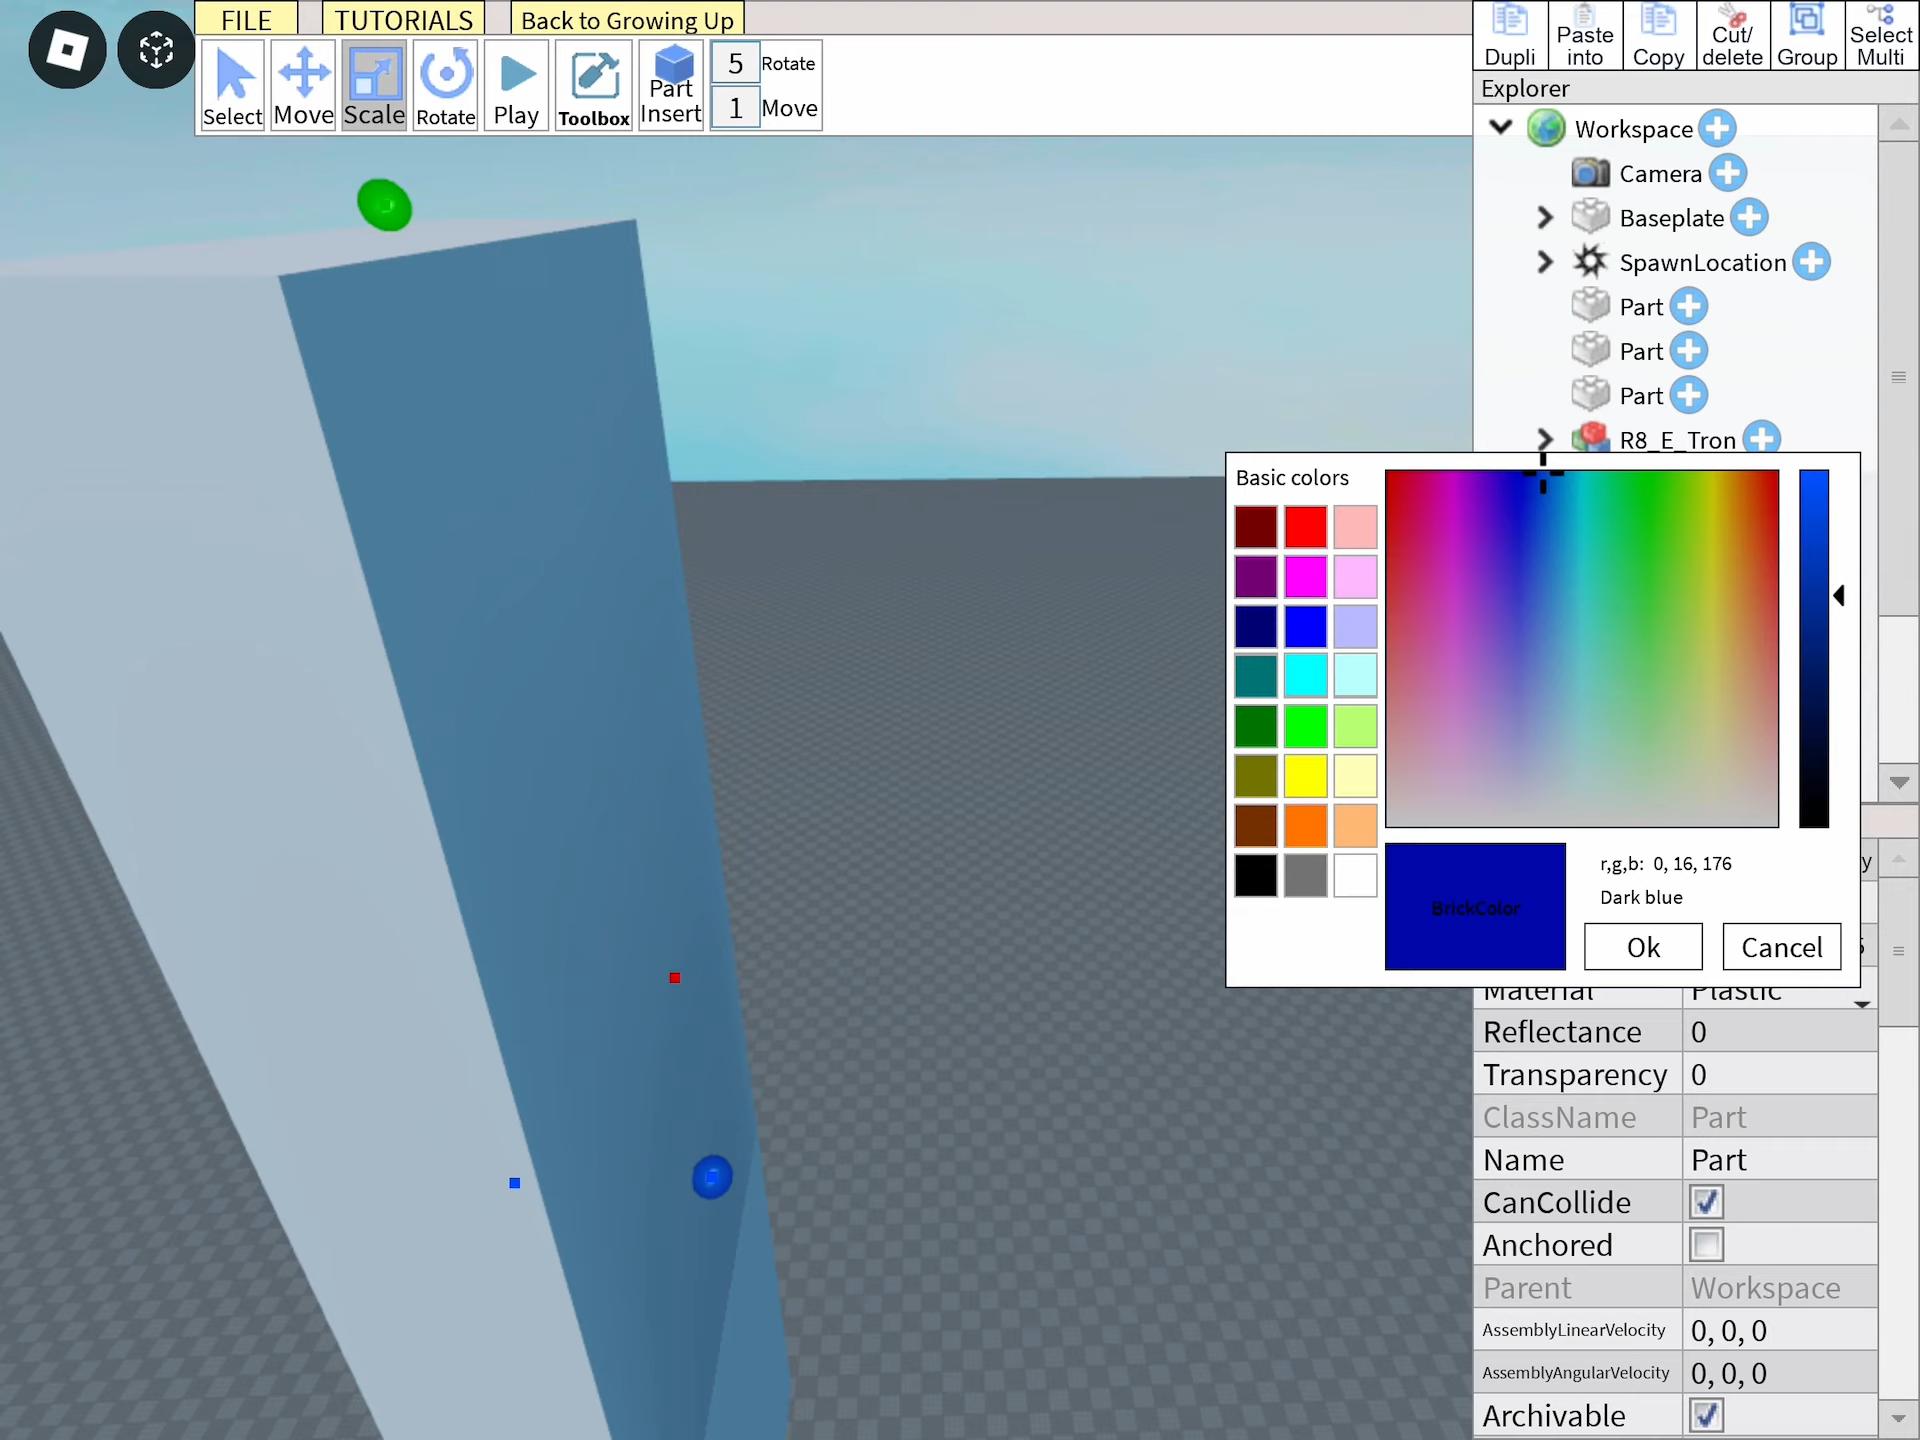 FILE
TUTORIALS
Back to Growing Up
Select
Move
Scale
Rotate
Play
Toolbox
Part
Insert
5 Rotate
1 Move
Dupli
Paste
into
Copy
Cut/
delete
Group
Select
Multi
Explorer
Workspace
Camera
Baseplate
SpawnLocation
Part
Part
Part
R8_E_Tron
Basic colors
BrickColor
r,g,b: 0, 16, 176
Dark blue
Ok
Cancel
y
Material Plastic
Reflectance 0
Transparency 0
ClassName Part
Name Part
CanCollide
Anchored
Parent Workspace
AssemblyLinearVelocity 0, 0, 0
AssemblyAngularVelocity 0, 0, 0
Archivable